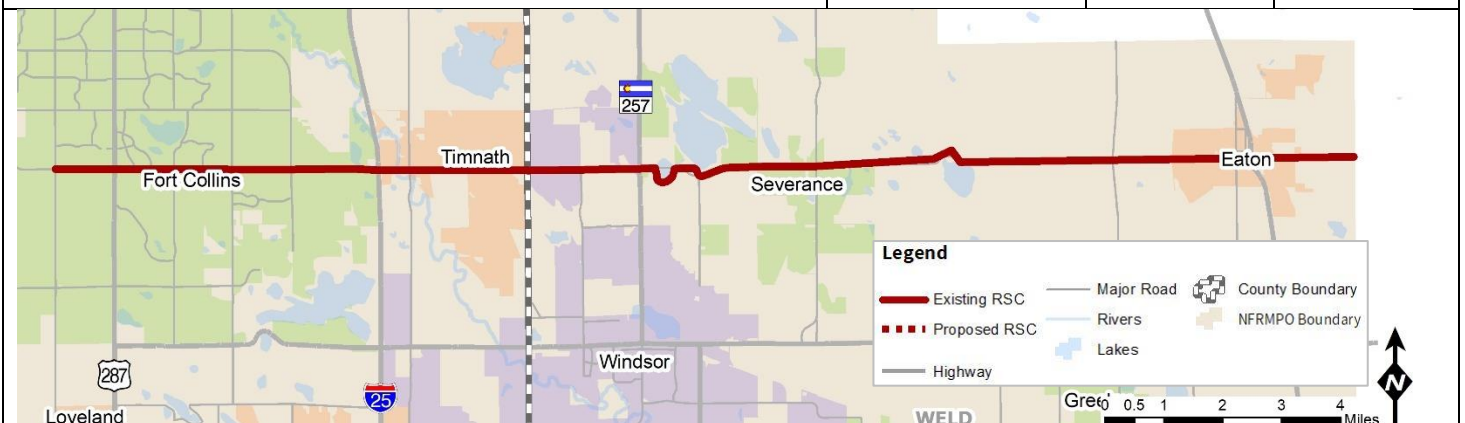 257
Timnath
Fort Collins
Eaton
Severance
Legend
Existing RSC
Proposed RSC
Highway
Major Road
Rivers
Lakes
County Boundary
NFRMPO Boundary
Windsor
287
25
Loveland
WELD
N
0 0.5 1 2 3 4
Miles